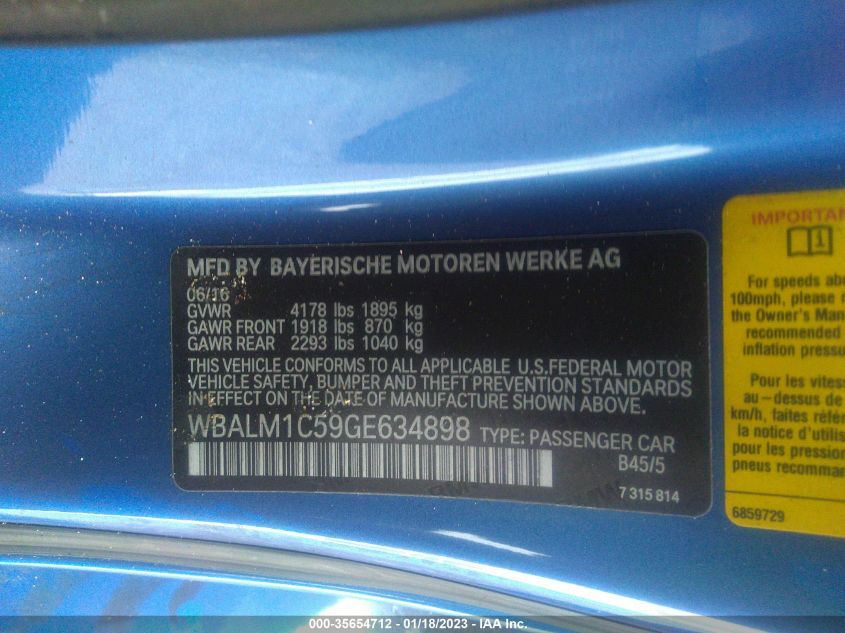 MFD BY BAYERISCHE MOTOREN WERKE AG
06/16
GVWR 4178 lbs 1895 kg
GAWR FRONT 1918 lbs 870 kg
GAWR REAR 2293 lbs 1040 kg
THIS VEHICLE CONFORMS TO ALL APPLICABLE U.S.FEDERAL MOTOR
VEHICLE SAFETY, BUMPER AND THEFT PREVENTION STANDARDS
IN EFFECT ON THE DATE OF MANUFACTURE SHOWN ABOVE.
WBALM1C59GE634898 TYPE: PASSENGER CAR
B45/5
7 315 814
IMPORTAN
For speeds abo
100mph, please r
the Owner's Man
recommended
inflation pressu
Pour les vitess
au-dessus de
km/h, faites référ
la notice d'utilis
pour les pression
pneus recomman
6859729
000-35654712 - 01/18/2023 - IAA Inc.